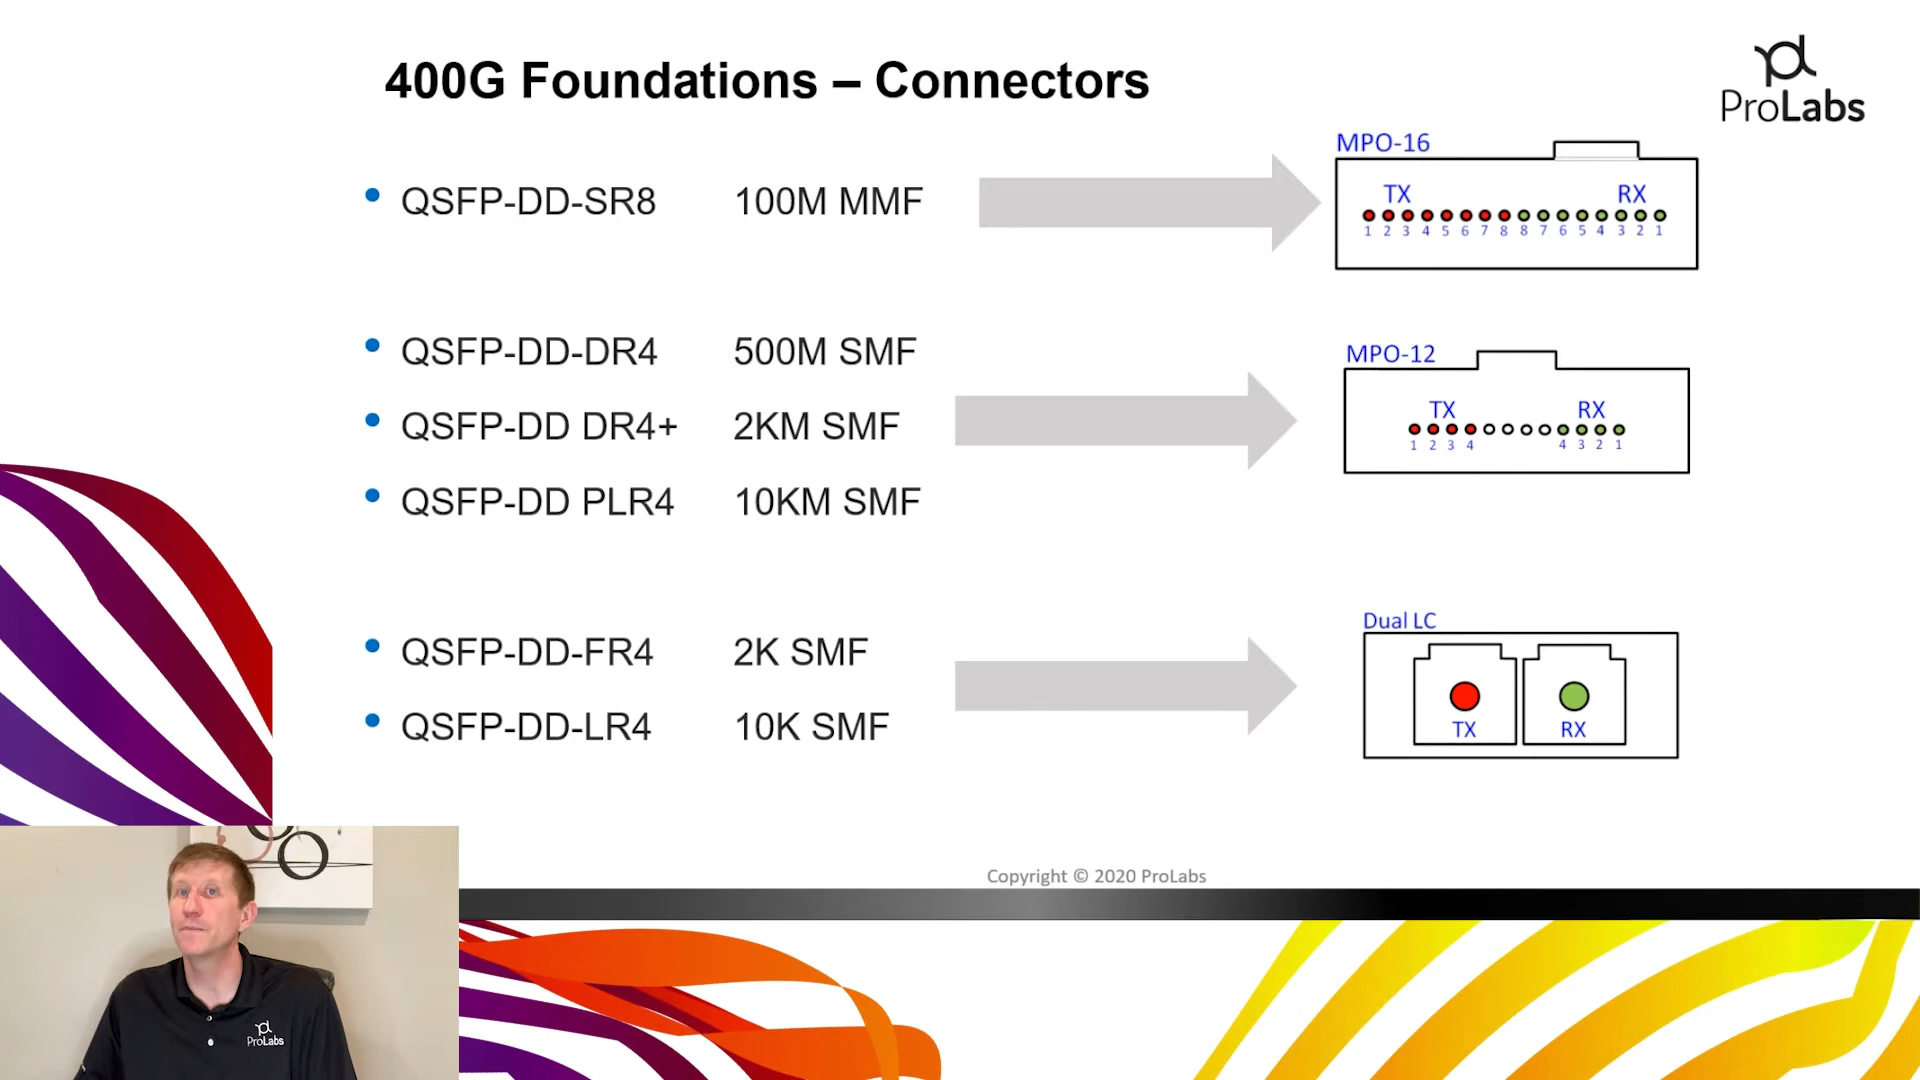 400G Foundations – Connectors
ProLabs
QSFP-DD-SR8 100M MMF
MPO-16
TX RX
1 2 3 4 5 6 7 8 8 7 6 5 4 3 2 1
QSFP-DD-DR4 500M SMF
QSFP-DD DR4+ 2KM SMF
QSFP-DD PLR4 10KM SMF
MPO-12
TX RX
1 2 3 4 4 3 2 1
QSFP-DD-FR4 2K SMF
QSFP-DD-LR4 10K SMF
Dual LC
TX RX
Copyright © 2020 ProLabs
ProLabs